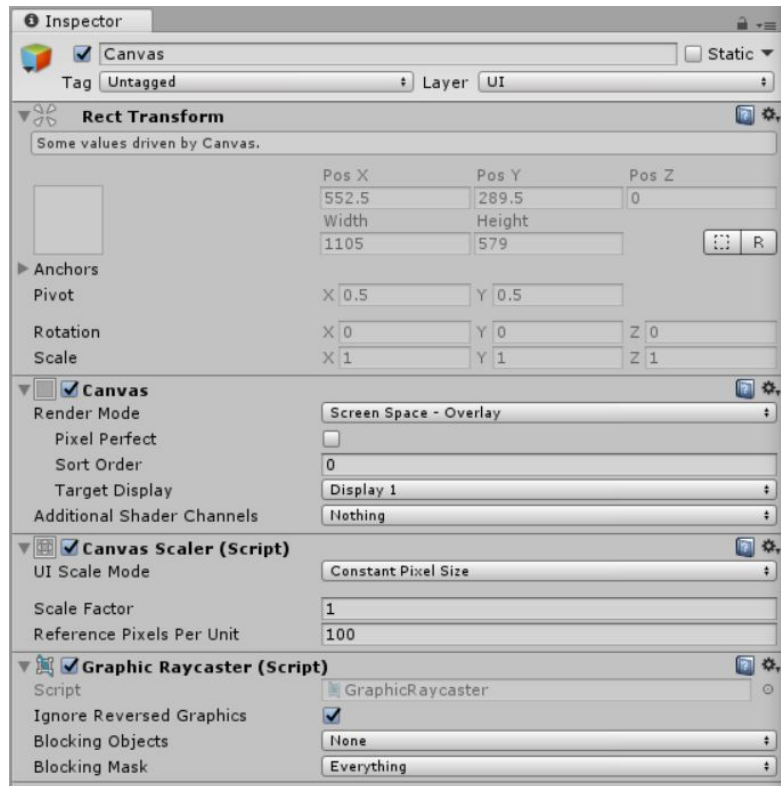 Inspector
Canvas Static
Tag Untagged Layer UI
Rect Transform
Some values driven by Canvas.
Pos X Pos Y Pos Z
552.5 289.5 0
Width Height
1105 579 R
Anchors
Pivot X 0.5 Y 0.5
Rotation X 0 Y 0 Z 0
Scale X 1 Y 1 Z 1
Canvas
Render Mode Screen Space - Overlay
Pixel Perfect
Sort Order 0
Target Display Display 1
Additional Shader Channels Nothing
Canvas Scaler (Script)
UI Scale Mode Constant Pixel Size
Scale Factor 1
Reference Pixels Per Unit 100
Graphic Raycaster (Script)
Script GraphicRaycaster
Ignore Reversed Graphics
Blocking Objects None
Blocking Mask Everything